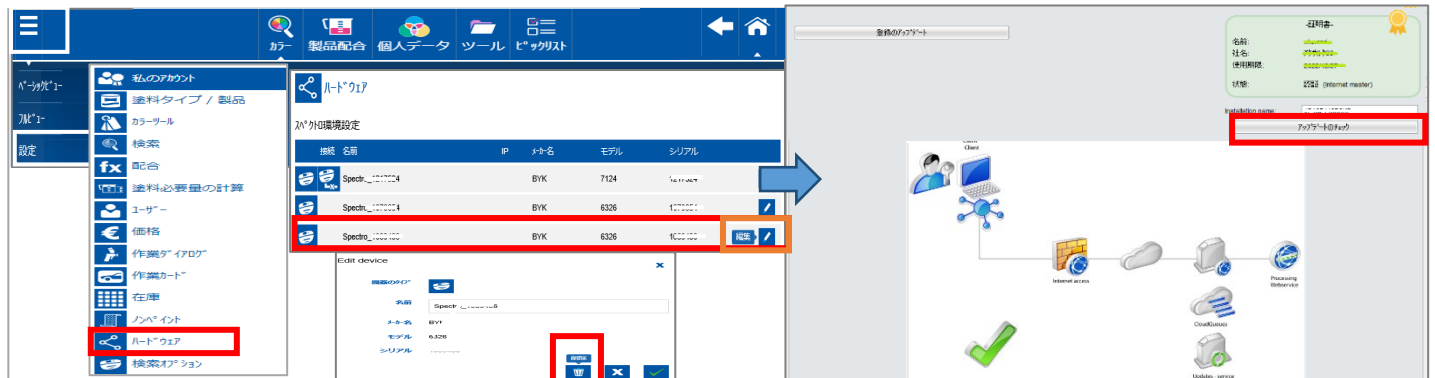 カラー 製品配合 個人データ ツール ピックリスト
ベーシックビュー
フルビュー
設定
私のアカウント
塗料タイプ / 製品
カラーツール
検索
配合
塗料必要量の計算
ユーザー
価格
作業ダイアログ
作業カード
在庫
ノンペイント
ハードウェア
検索オプション
ハードウェア
スペクトロ環境設定
接続 名前 IP メーカー名 モデル シリアル
BYK 7124
BYK 6326
BYK 6326 編集
Edit device
機器のタイプ
名前
メーカー名 BYK
モデル 6326
シリアル
削除
登録のアップデート
-証明書-
名前:
社名:
使用期限:
状態: 認証 (Internet master)
Installation name:
アップデートのチェック
Client
Internet access
Processing
Webservice
CloudQueues
Updates - service